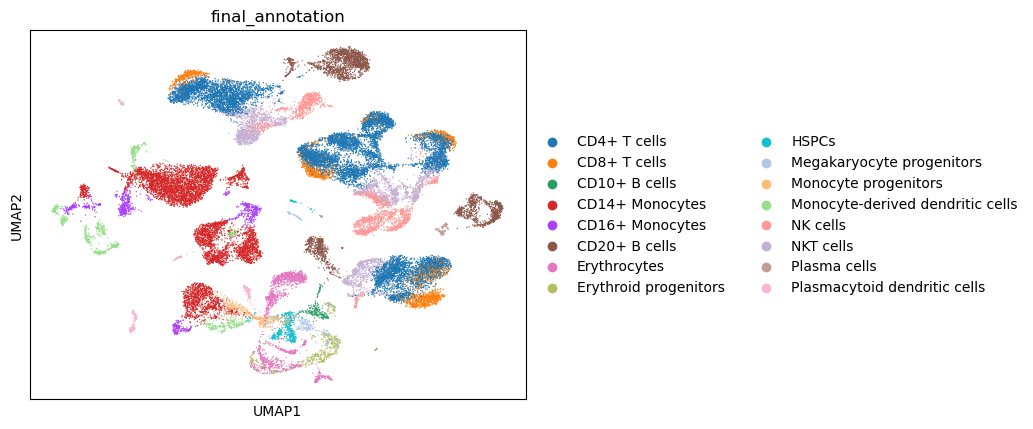 final_annotation
UMAP2
UMAP1
CD4+ T cells
CD8+ T cells
CD10+ B cells
CD14+ Monocytes
CD16+ Monocytes
CD20+ B cells
Erythrocytes
Erythroid progenitors
HSPCs
Megakaryocyte progenitors
Monocyte progenitors
Monocyte-derived dendritic cells
NK cells
NKT cells
Plasma cells
Plasmacytoid dendritic cells